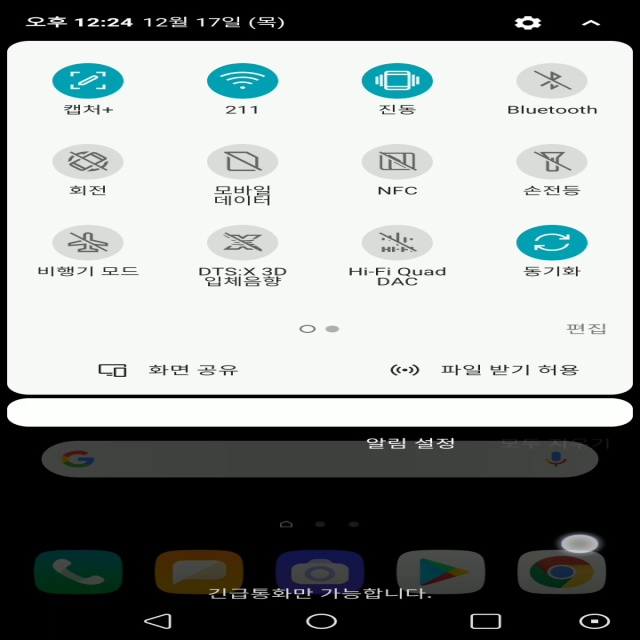 오후 12:24 12월 17일 (목)
캡처+
211
진동
Bluetooth
회전
모바일
데이터
NFC
손전등
비행기 모드
DTS:X 3D
입체음향
Hi-Fi Quad
DAC
동기화
편집
화면 공유
파일 받기 허용
알림 설정
모두 지우기
긴급통화만 가능합니다.